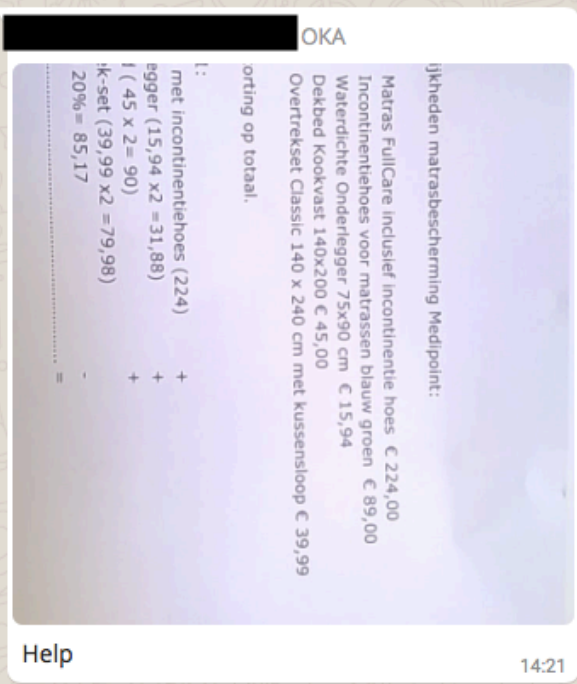 OKA
ijkheden matrasbescherming Medipoint:
Matras FullCare inclusief incontinentie hoes € 224,00
Incontinentiehoes voor matrassen blauw groen € 89,00
Waterdichte Onderlegger 75x90 cm € 15,94
Dekbed Kookvast 140x200 € 45,00
Overtrekset Classic 140 x 240 cm met kussensloop € 39,99
orting op totaal.
l:
met incontinentiehoes (224) +
egger (15,94 x2 =31,88) +
( 45 x 2= 90) +
ek-set (39,99 x2 =79,98)
20%= 85,17 -
=
Help
14:21